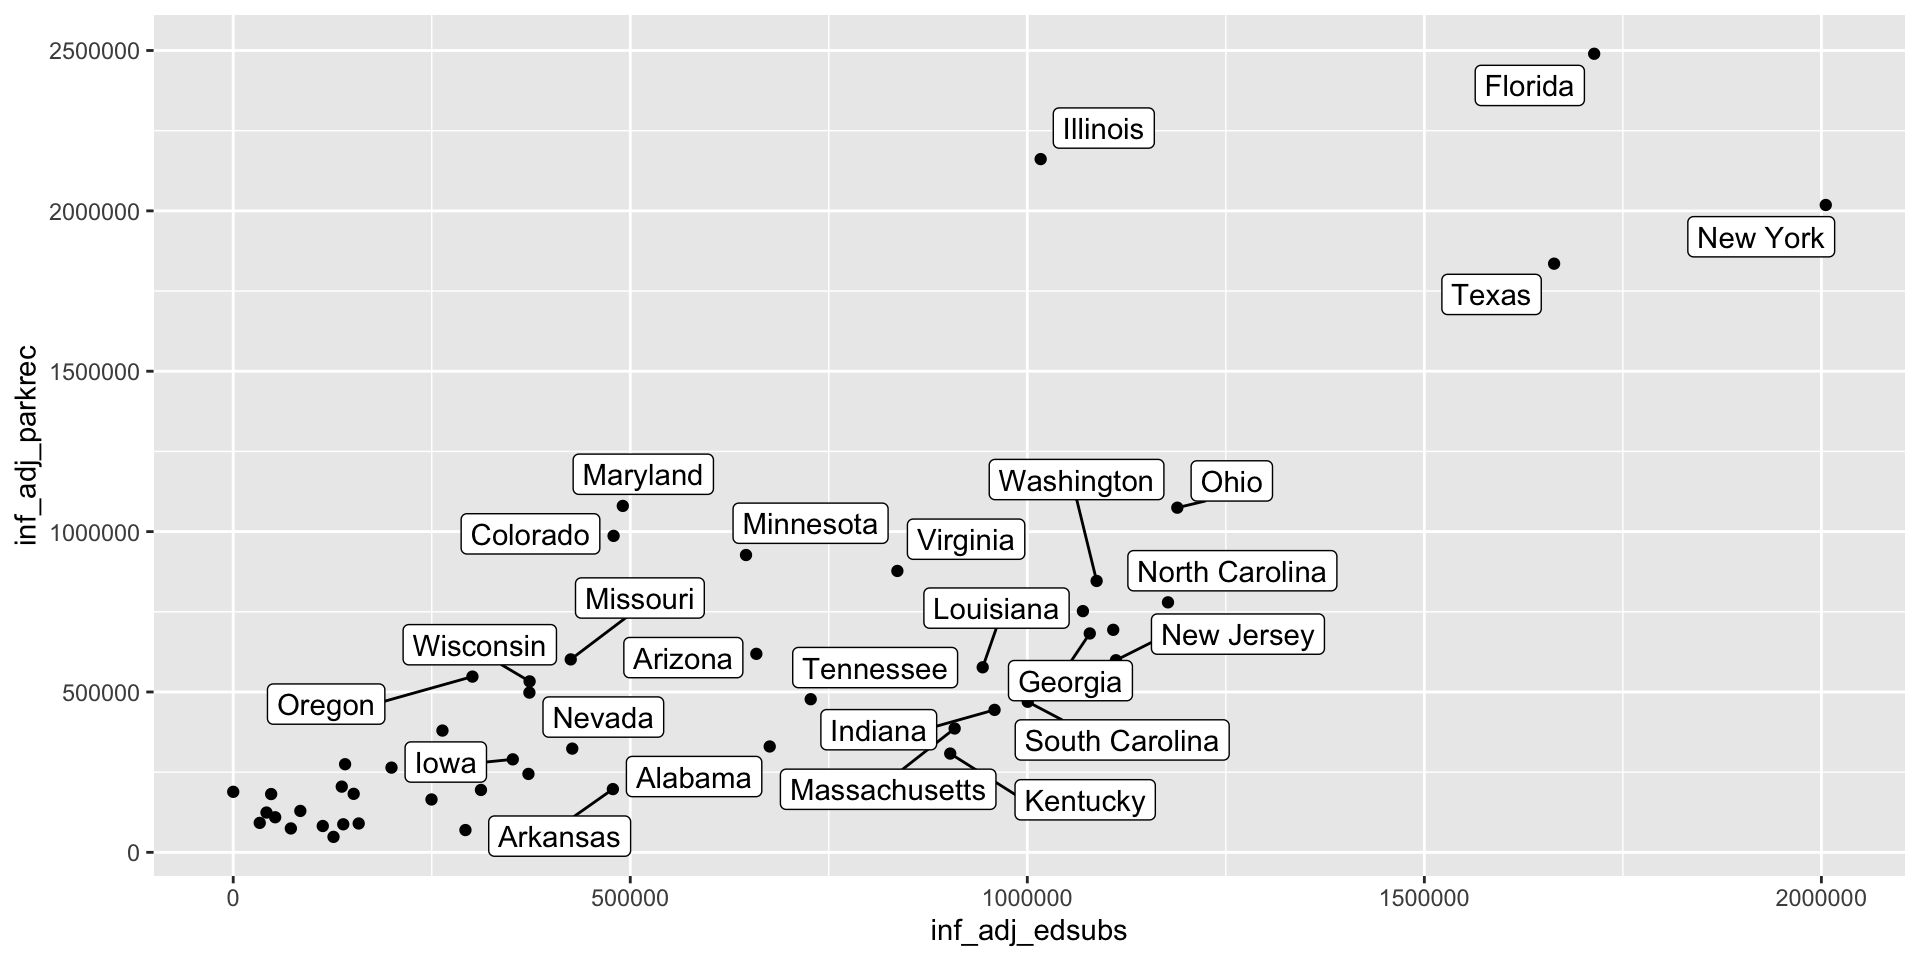 2500000
Florida
Illinois
2000000
New York
Texas
1500000
inf_adj_parkrec
Maryland
Washington
Ohio
1000000
Colorado
Minnesota
Virginia
North Carolina
Missouri
Louisiana
New Jersey
Wisconsin
Arizona
Tennessee
Georgia
500000
Oregon
Nevada
Indiana
South Carolina
Iowa
Alabama
Massachusetts
Kentucky
Arkansas
0
0
500000
1000000
1500000
2000000
inf_adj_edsubs